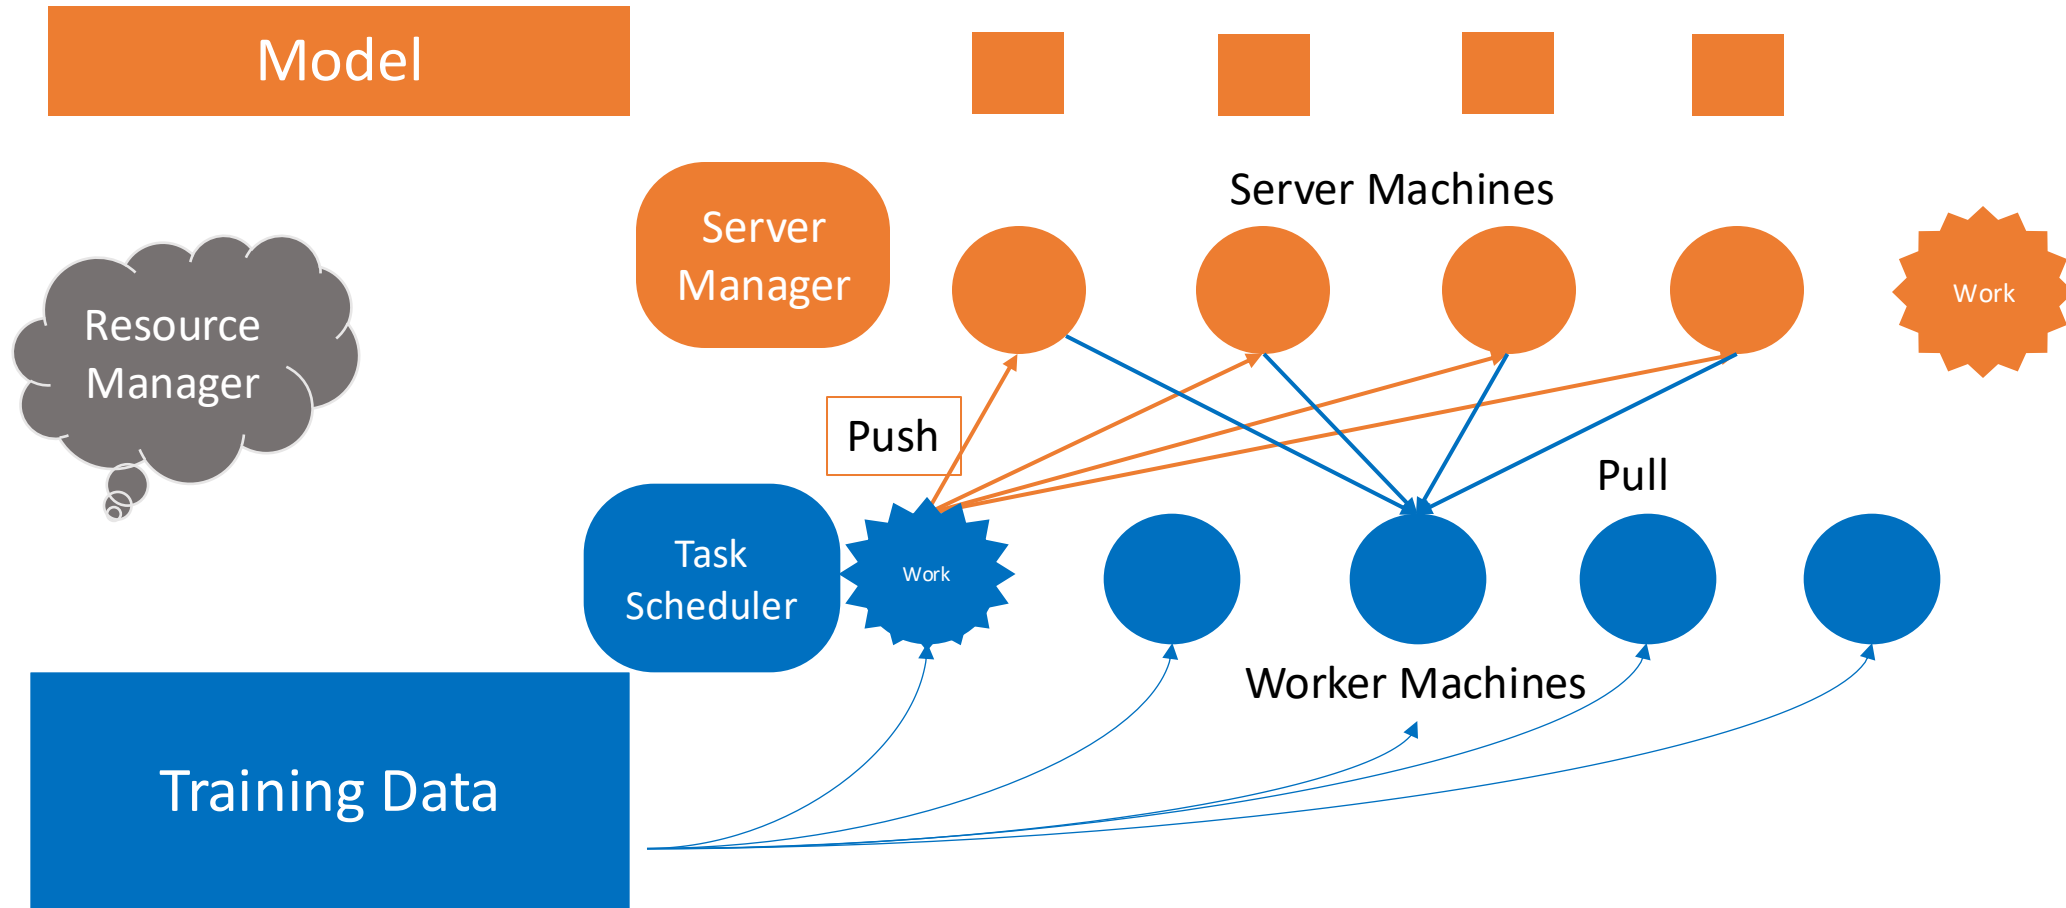 Model
Server Machines
Server
Manager
Work
Resource
Manager
Push
Pull
Task
Scheduler
Work
Worker Machines
Training Data